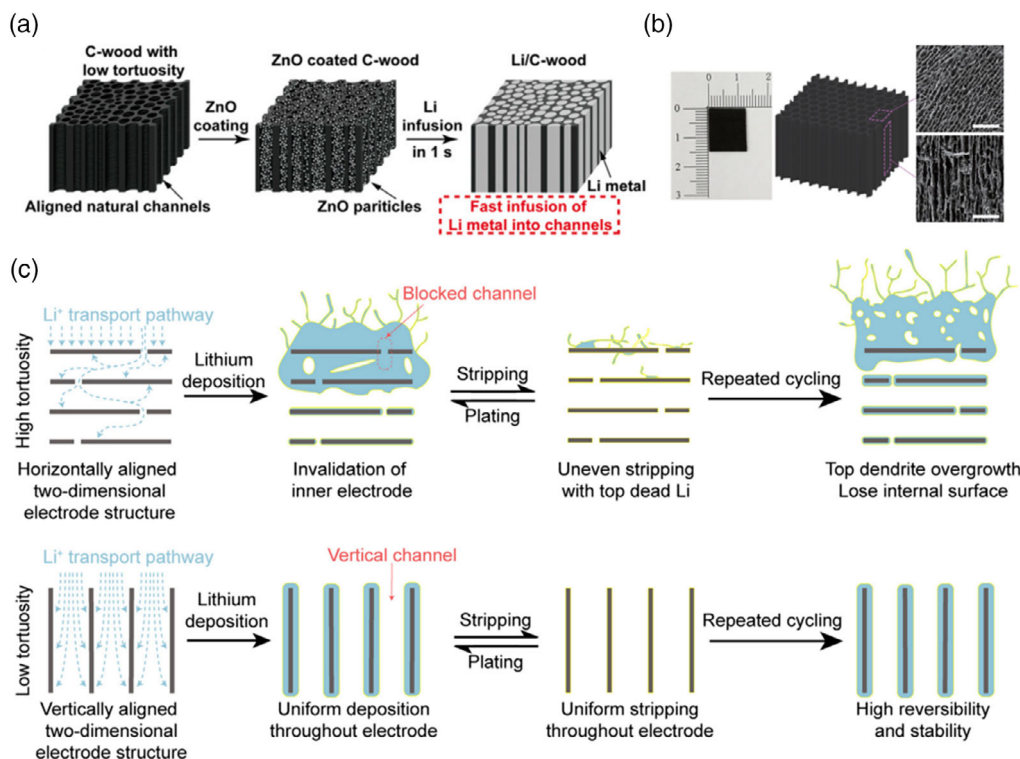 (a)
C-wood with
low tortuosity
ZnO
coating
Aligned natural channels
ZnO coated C-wood
Li
infusion
in 1 s
ZnO pariticles
Li/C-wood
Li metal
Fast infusion of
Li metal into channels
(b)
0 1 2
0
1
2
3
(c)
High tortuosity
Li⁺ transport pathway
Horizontally aligned
two-dimensional
electrode structure
Lithium
deposition
Blocked channel
Invalidation of
inner electrode
Stripping
Plating
Uneven stripping
with top dead Li
Repeated cycling
Top dendrite overgrowth
Lose internal surface
Low tortuosity
Li⁺ transport pathway
Vertically aligned
two-dimensional
electrode structure
Lithium
deposition
Vertical channel
Uniform deposition
throughout electrode
Stripping
Plating
Uniform stripping
throughout electrode
Repeated cycling
High reversibility
and stability